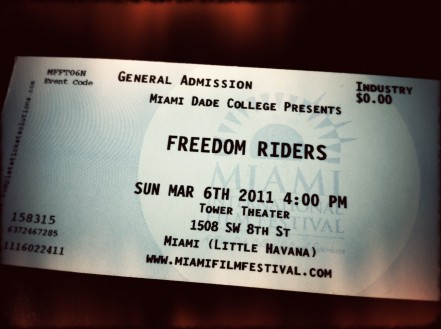 MFFT06N
Event Code
GENERAL ADMISSION
INDUSTRY
$0.00
MIAMI DADE COLLEGE PRESENTS
FREEDOM RIDERS
MIAMI
SUN MAR 6TH 2011 4:00 PM
TOWER THEATER
1508 SW 8TH ST
MIAMI (LITTLE HAVANA)
WWW.MIAMIFILMFESTIVAL.COM
158315
6372467285
1116022411